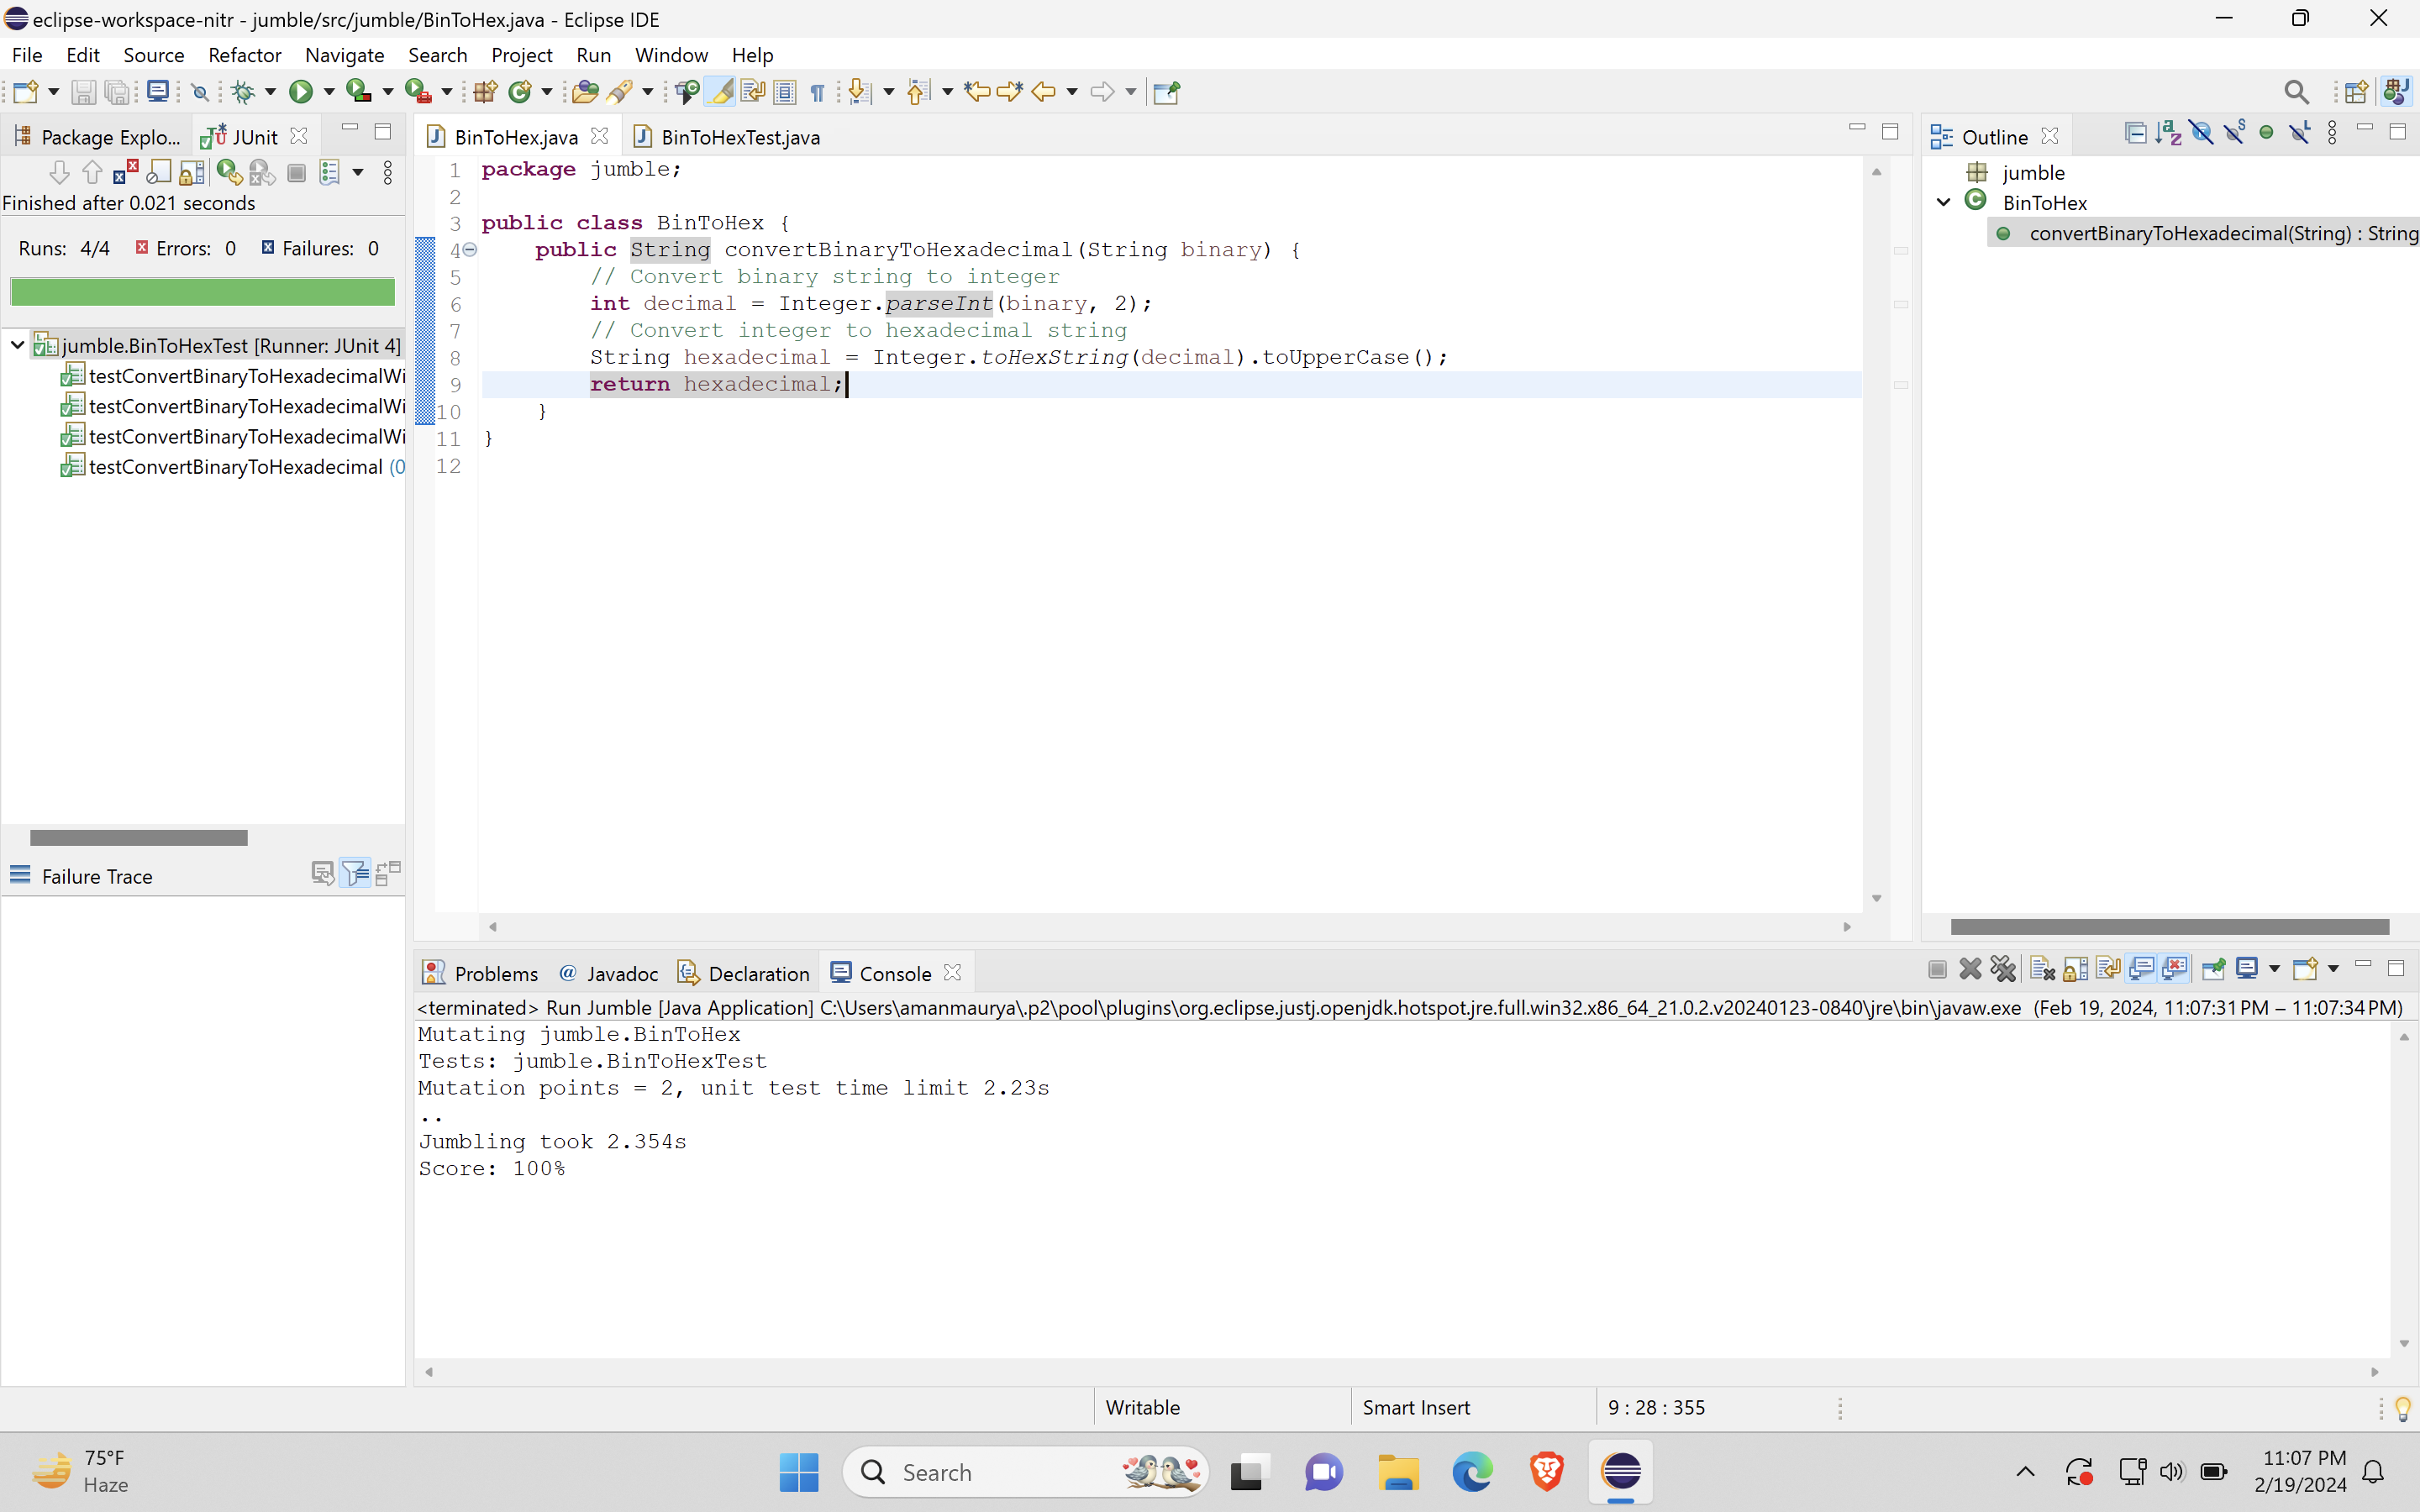 eclipse-workspace-nitr - jumble/src/jumble/BinToHex.java - Eclipse IDE
File Edit Source Refactor Navigate Search Project Run Window Help
Package Explo... JUnit
Finished after 0.021 seconds
Runs: 4/4 Errors: 0 Failures: 0
jumble.BinToHexTest [Runner: JUnit 4]
testConvertBinaryToHexadecimalWi
testConvertBinaryToHexadecimalWi
testConvertBinaryToHexadecimalWi
testConvertBinaryToHexadecimal (0
Failure Trace
BinToHex.java BinToHexTest.java
1 package jumble;
2
3 public class BinToHex {
4 public String convertBinaryToHexadecimal(String binary) {
5 // Convert binary string to integer
6 int decimal = Integer.parseInt(binary, 2);
7 // Convert integer to hexadecimal string
8 String hexadecimal = Integer.toHexString(decimal).toUpperCase();
9 return hexadecimal;
10 }
11 }
12
Outline
jumble
BinToHex
convertBinaryToHexadecimal(String) : String
Problems Javadoc Declaration Console
<terminated> Run Jumble [Java Application] C:\Users\amanmaurya\.p2\pool\plugins\org.eclipse.justj.openjdk.hotspot.jre.full.win32.x86_64_21.0.2.v20240123-0840\jre\bin\javaw.exe (Feb 19, 2024, 11:07:31 PM – 11:07:34 PM)
Mutating jumble.BinToHex
Tests: jumble.BinToHexTest
Mutation points = 2, unit test time limit 2.23s
..
Jumbling took 2.354s
Score: 100%
Writable Smart Insert 9 : 28 : 355
75°F
Haze
Search
11:07 PM
2/19/2024